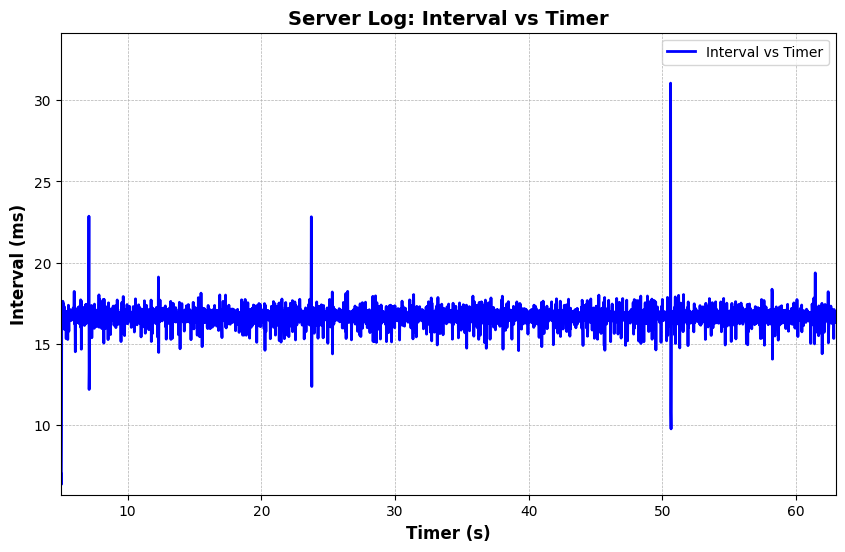 Server Log: Interval vs Timer
Interval vs Timer
30
25
20
15
10
Interval (ms)
10 20 30 40 50 60
Timer (s)